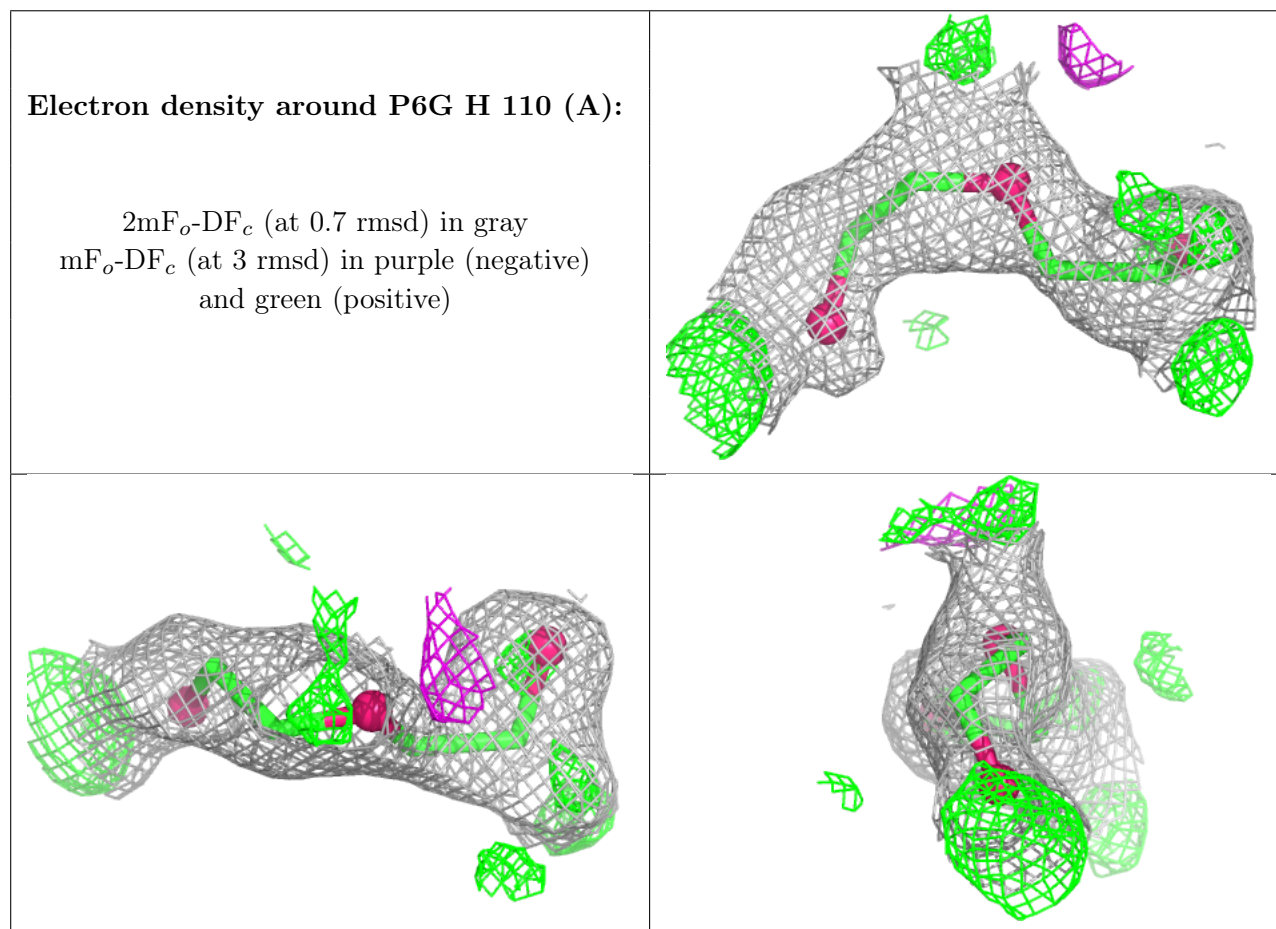 Electron density around P6G H 110 (A):
2mFₒ-DF𝒸 (at 0.7 rmsd) in gray
mFₒ-DF𝒸 (at 3 rmsd) in purple (negative)
and green (positive)